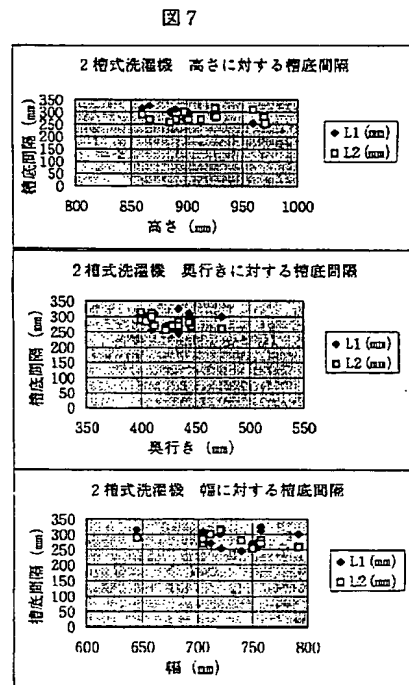 図7
2槽式洗濯機 高さに対する槽底間隔
槽底間隔 (mm)
350
300
250
200
150
100
50
0
800 850 900 950 1000
高さ (mm)
◆ L1(mm)
□ L2(mm)
2槽式洗濯機 奥行きに対する槽底間隔
槽底間隔 (mm)
350
300
250
200
150
100
50
0
350 400 450 500 550
奥行き (mm)
◆ L1(mm)
□ L2(mm)
2槽式洗濯機 幅に対する槽底間隔
槽底間隔 (mm)
350
300
250
200
150
100
50
0
600 650 700 750 800
幅 (mm)
◆ L1(mm)
□ L2(mm)